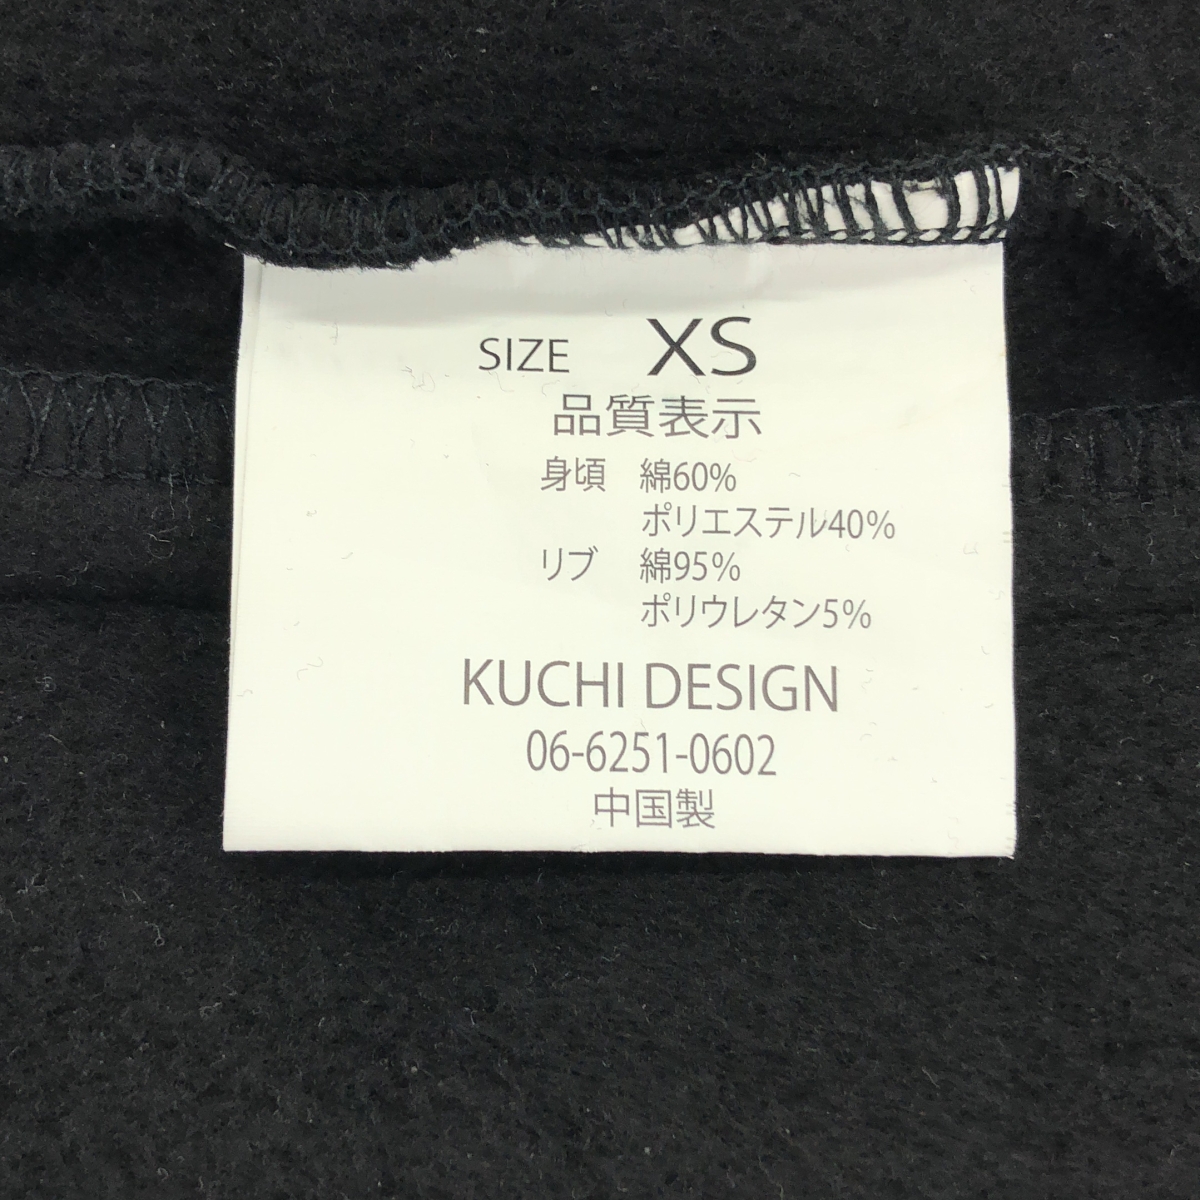 SIZE XS
品質表示
身頃 綿60%
ポリエステル40%
リブ 綿95%
ポリウレタン5%
KUCHI DESIGN
06-6251-0602
中国製